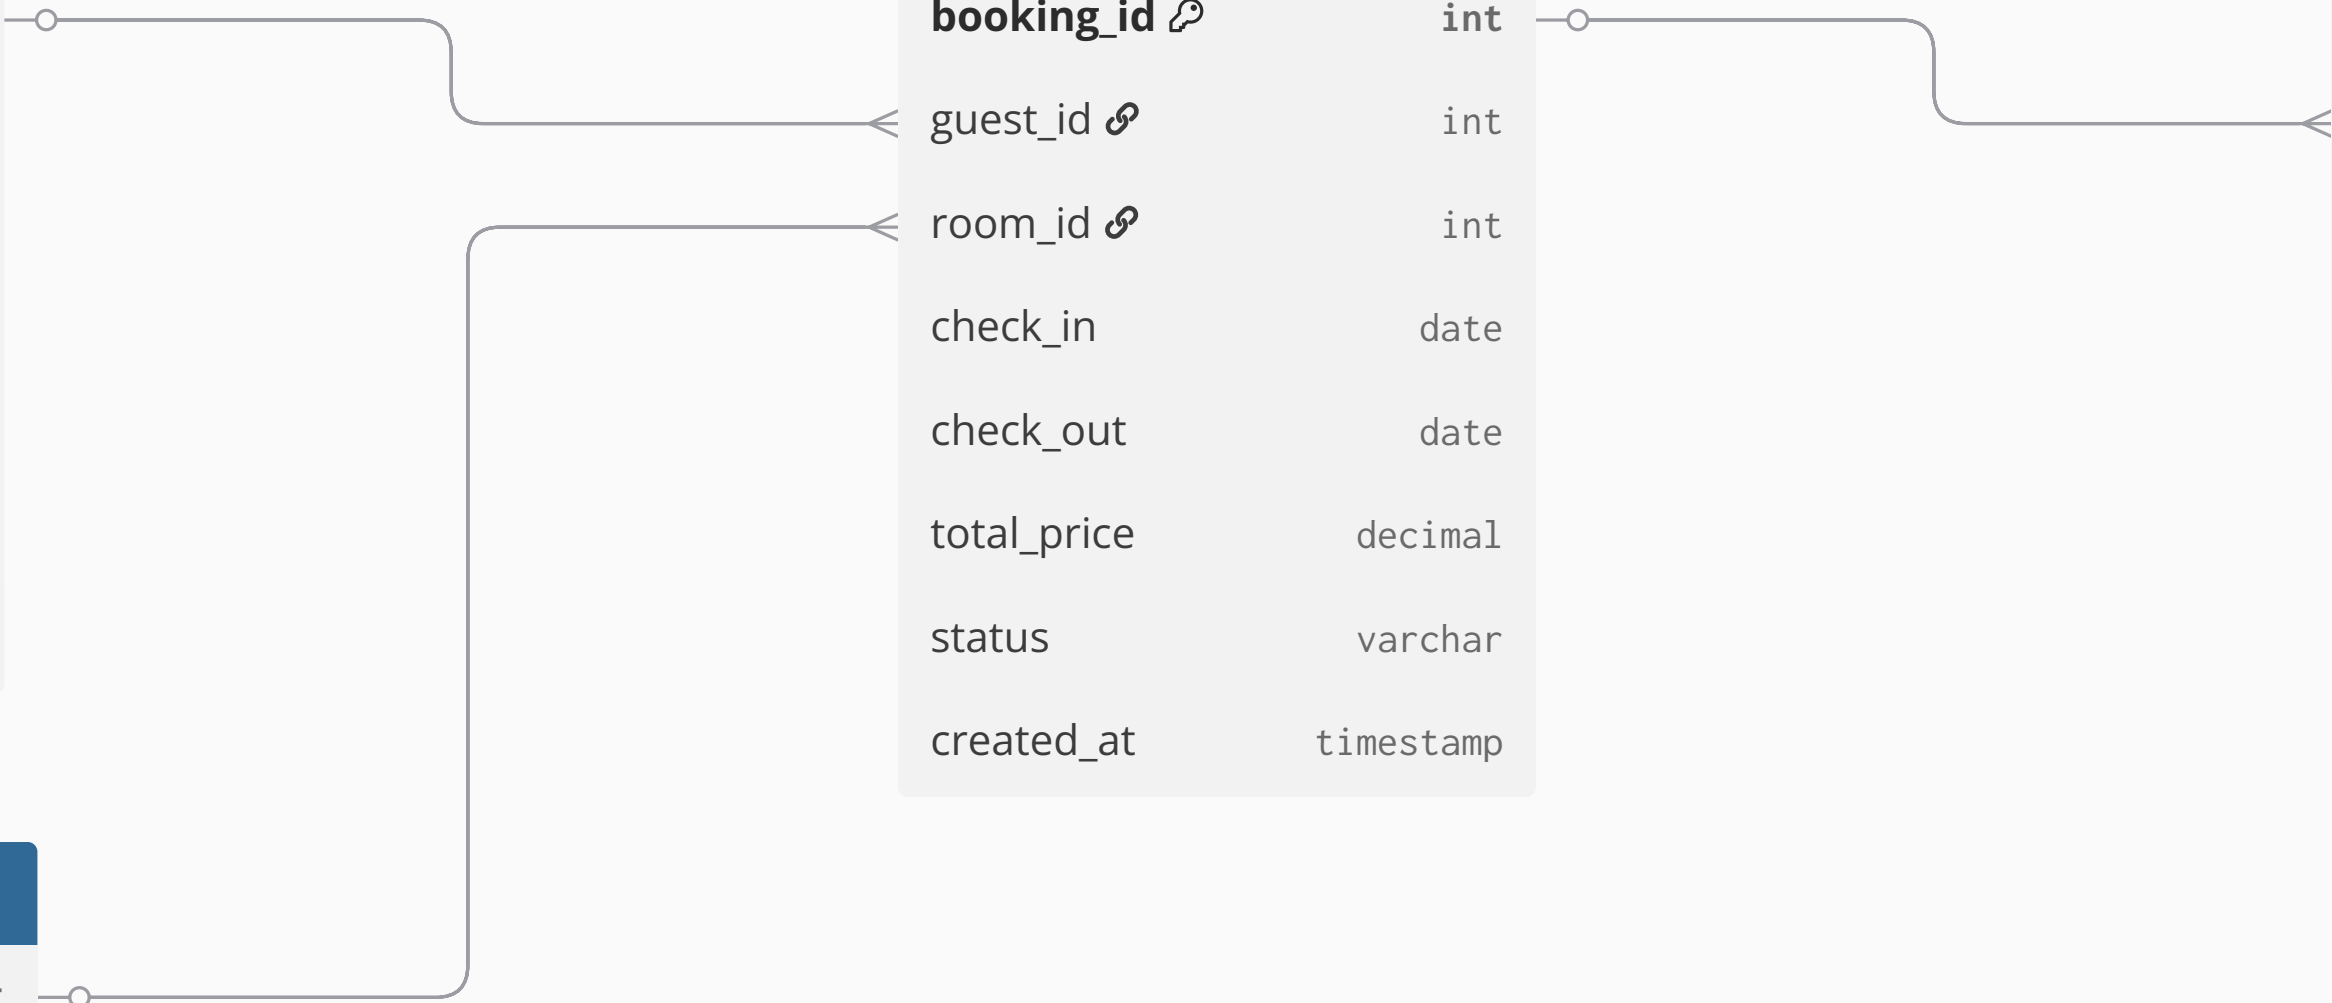 booking_id int
guest_id int
room_id int
check_in date
check_out date
total_price decimal
status varchar
created_at timestamp